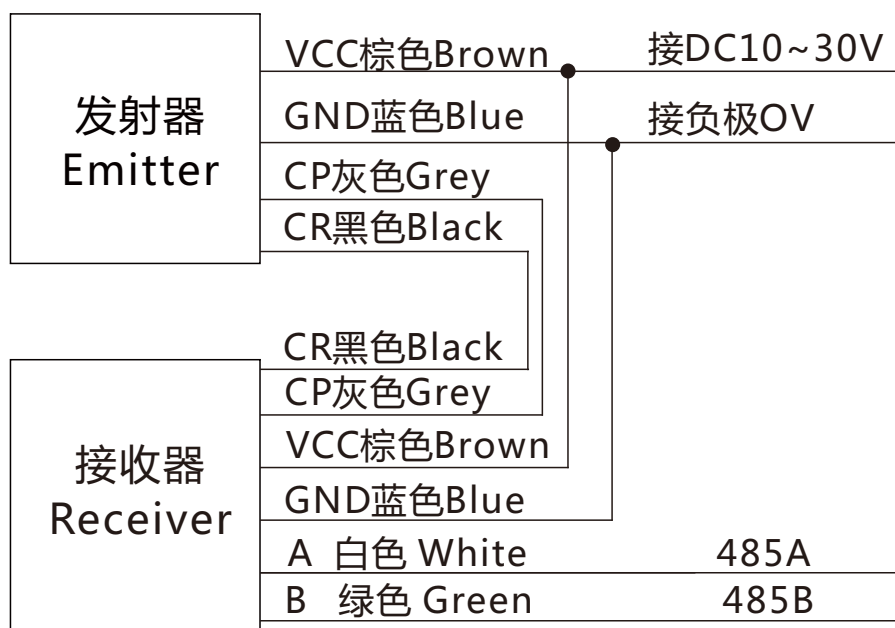 发射器
Emitter
VCC棕色Brown
接DC10~30V
GND蓝色Blue
接负极OV
CP灰色Grey
CR黑色Black
接收器
Receiver
CR黑色Black
CP灰色Grey
VCC棕色Brown
GND蓝色Blue
A 白色 White 485A
B 绿色 Green 485B